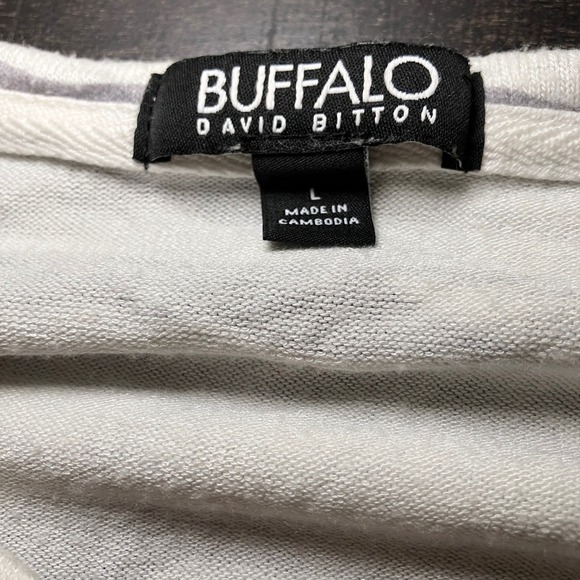 BUFFALO
DAVID BITTON
L
MADE IN
CAMBODIA